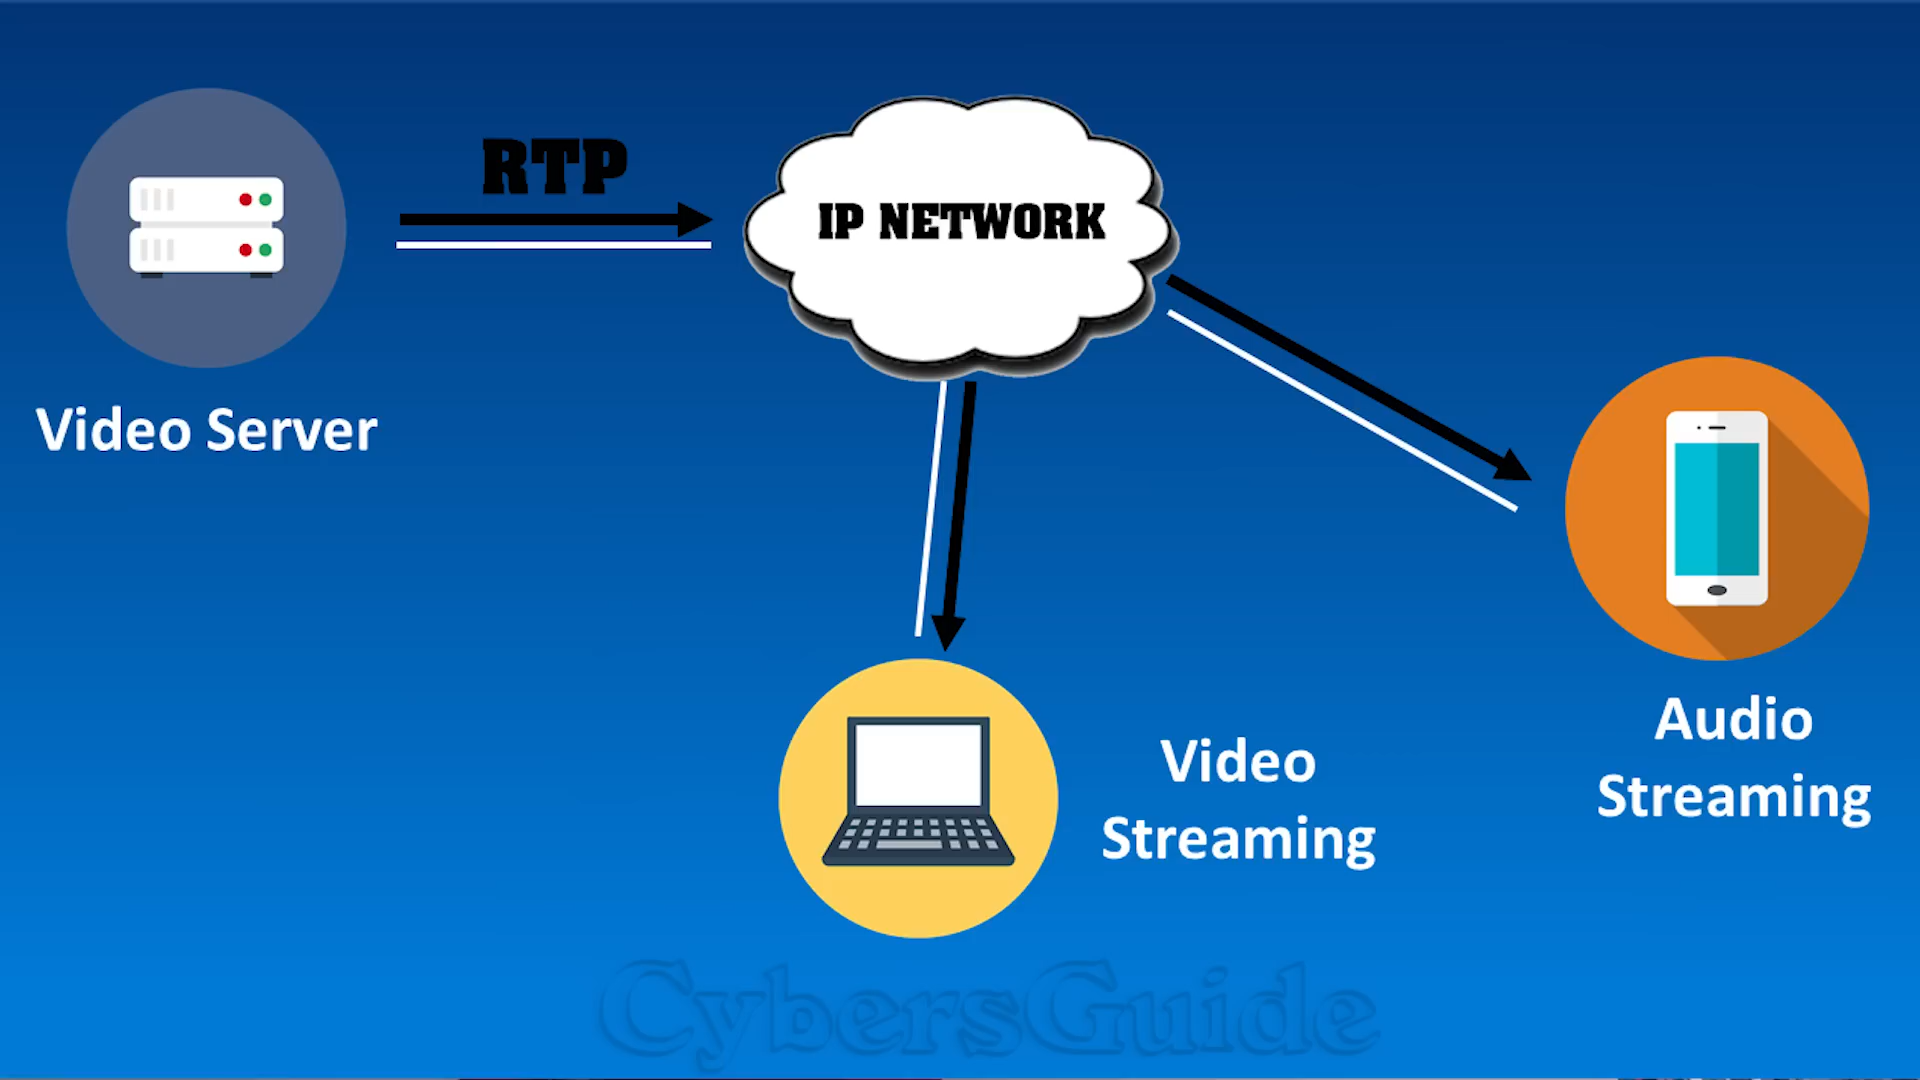 RTP
IP NETWORK
Video Server
Audio
Streaming
Video
Streaming
CybersGuide